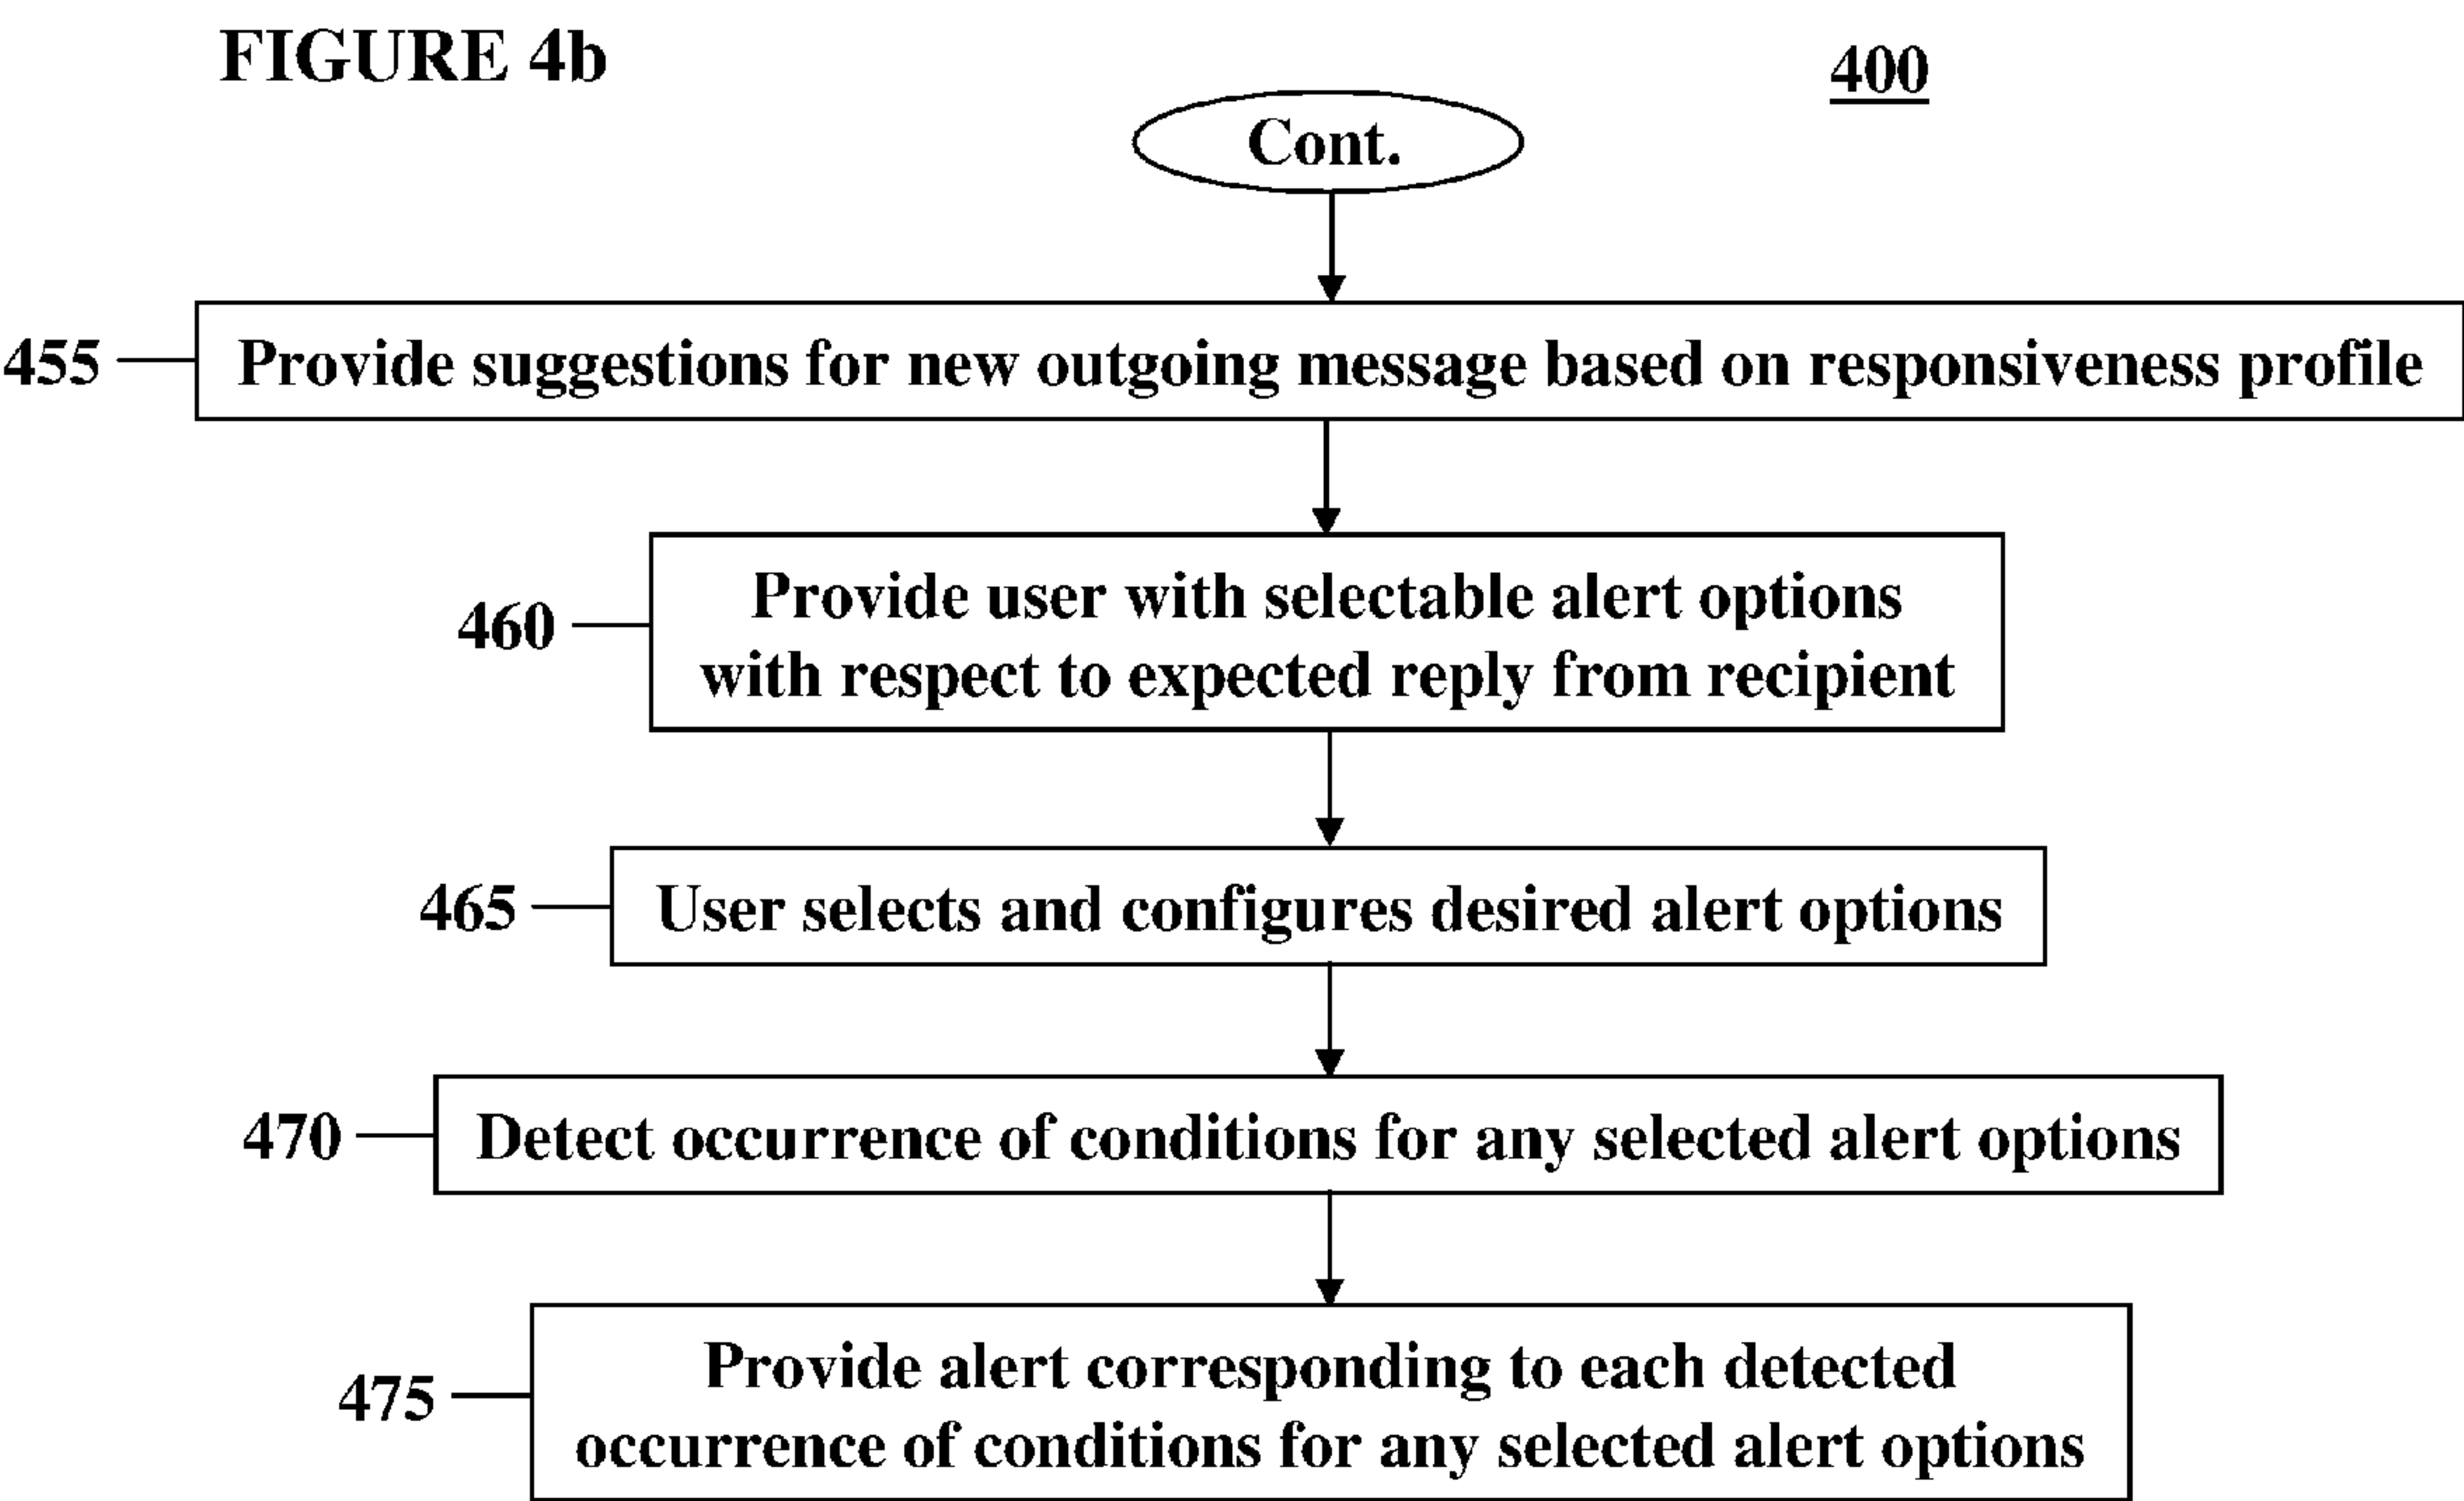 FIGURE 4b
400
Cont.
455
Provide suggestions for new outgoing message based on responsiveness profile
460
Provide user with selectable alert options
with respect to expected reply from recipient
465
User selects and configures desired alert options
470
Detect occurrence of conditions for any selected alert options
475
Provide alert corresponding to each detected
occurrence of conditions for any selected alert options